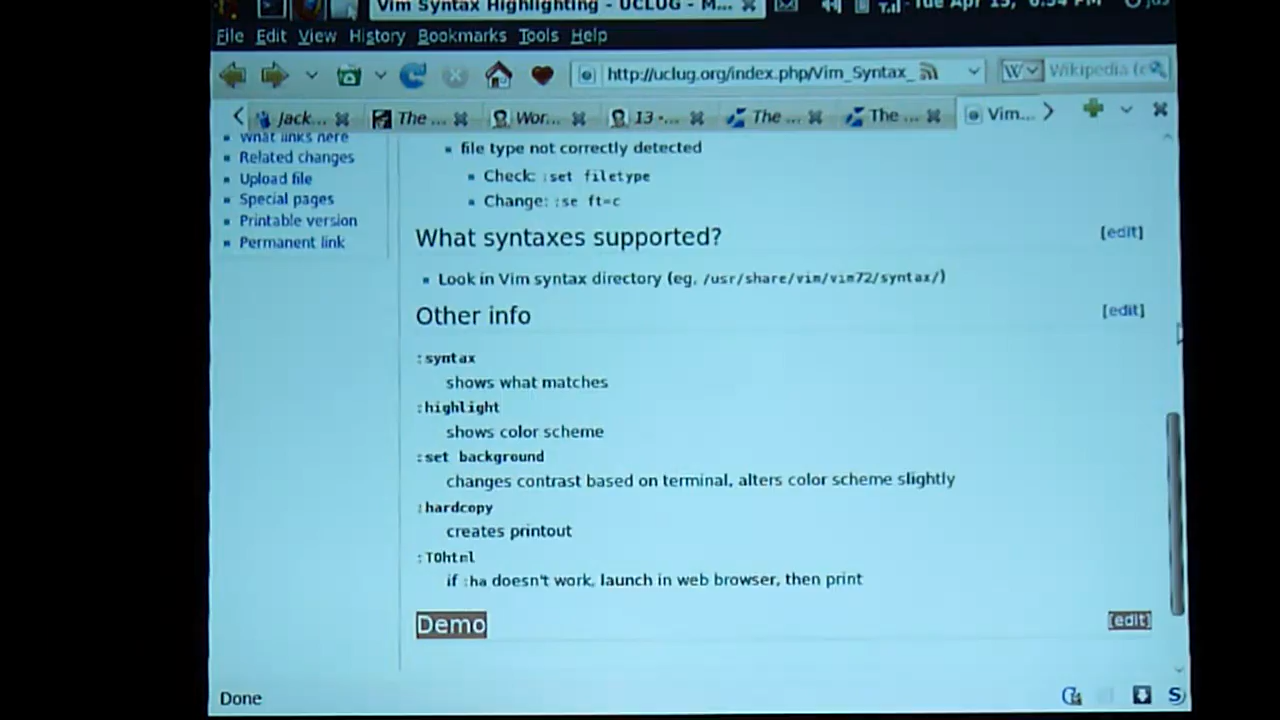 Vim Syntax Highlighting - UCLUG - M...
Tue Apr
File Edit View History Bookmarks Tools Help
http://uclug.org/index.php/Vim_Syntax_
W
Wikipedia (e
Jack... The ... Wor... 13 -... The ... The ... Vim...
What links here
Related changes
Upload file
Special pages
Printable version
Permanent link
file type not correctly detected
Check: :set filetype
Change: :se ft=c
What syntaxes supported? [edit]
Look in Vim syntax directory (eg, /usr/share/vim/vim72/syntax/)
Other info [edit]
:syntax
shows what matches
:highlight
shows color scheme
:set background
changes contrast based on terminal, alters color scheme slightly
:hardcopy
creates printout
:TOhtml
if :ha doesn't work, launch in web browser, then print
Demo [edit]
Done